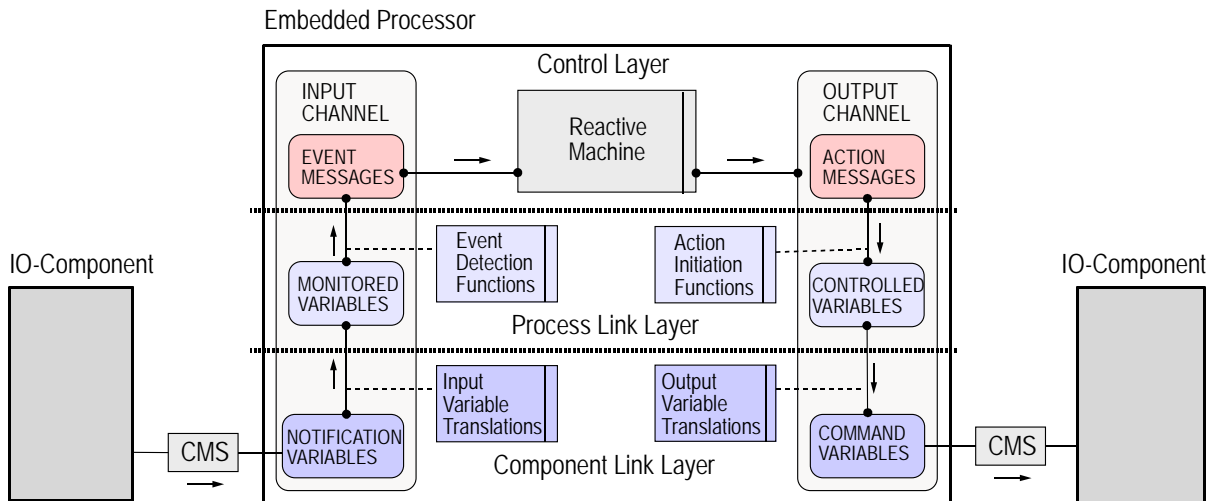 Embedded Processor
Control Layer
INPUT
CHANNEL
OUTPUT
CHANNEL
Reactive
Machine
EVENT
MESSAGES
ACTION
MESSAGES
Event
Detection
Functions
Action
Initiation
Functions
IO-Component
IO-Component
MONITORED
VARIABLES
CONTROLLED
VARIABLES
Process Link Layer
Input
Variable
Translations
Output
Variable
Translations
NOTIFICATION
VARIABLES
COMMAND
VARIABLES
CMS
CMS
Component Link Layer